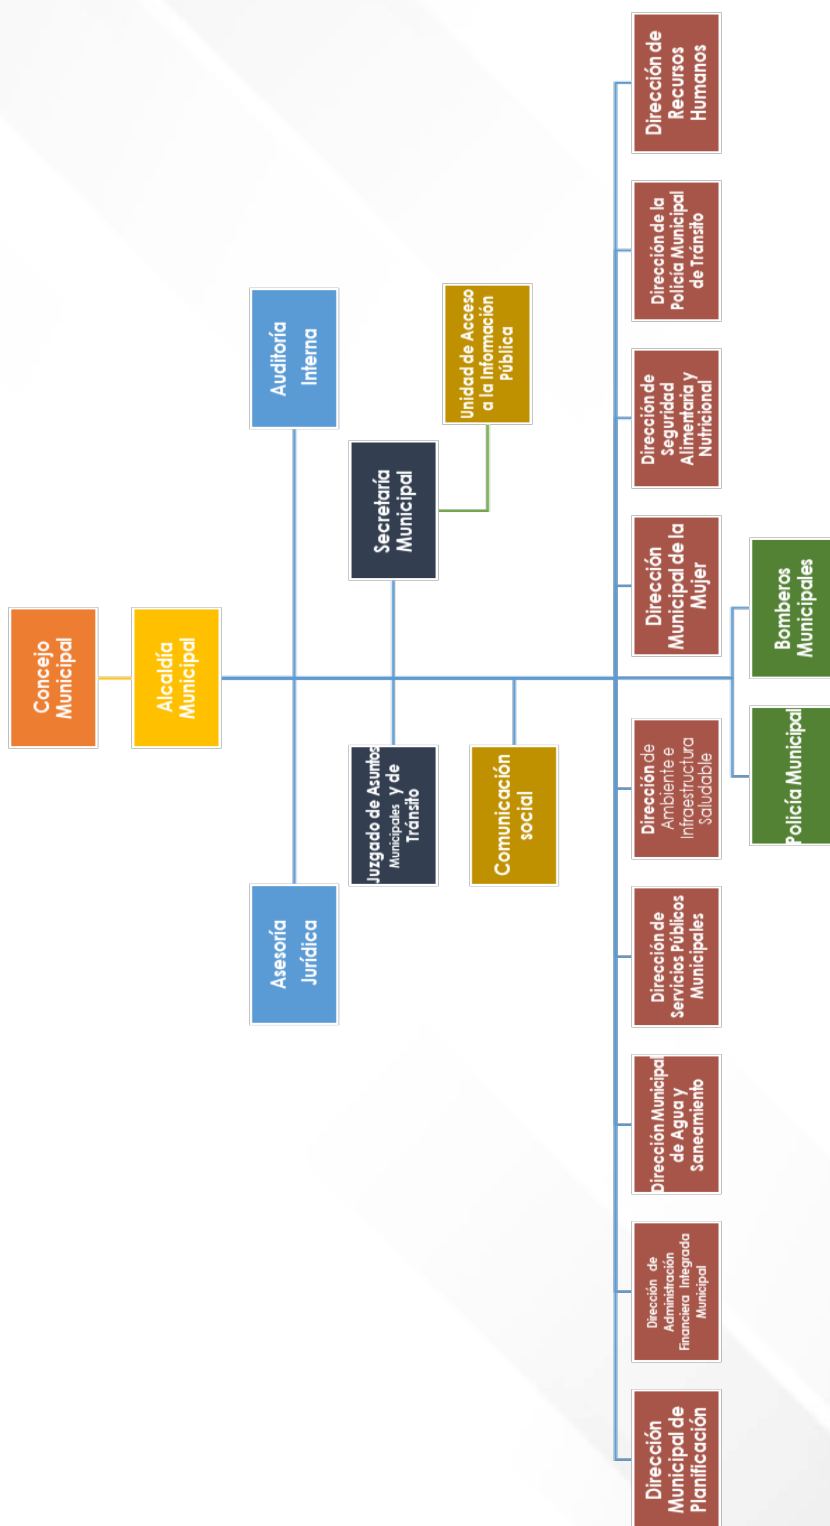 Concejo
Municipal
Alcaldía
Municipal
Asesoría
Jurídica
Auditoría
Interna
Juzgado de Asuntos
Municipales y de
Tránsito
Secretaría
Municipal
Comunicación
social
Unidad de Acceso
a la Información
Pública
Dirección
Municipal de
Planificación
Dirección de
Administración
Financiera Integrada
Municipal
Dirección Municipal
de Agua y
Saneamiento
Dirección de
Servicios Públicos
Municipales
Dirección de
Ambiente e
Infraestructura
Saludable
Dirección
Municipal de la
Mujer
Dirección de
Seguridad
Alimentaria y
Nutricional
Dirección de la
Policía Municipal
de Tránsito
Dirección de
Recursos
Humanos
Policía Municipal
Bomberos
Municipales